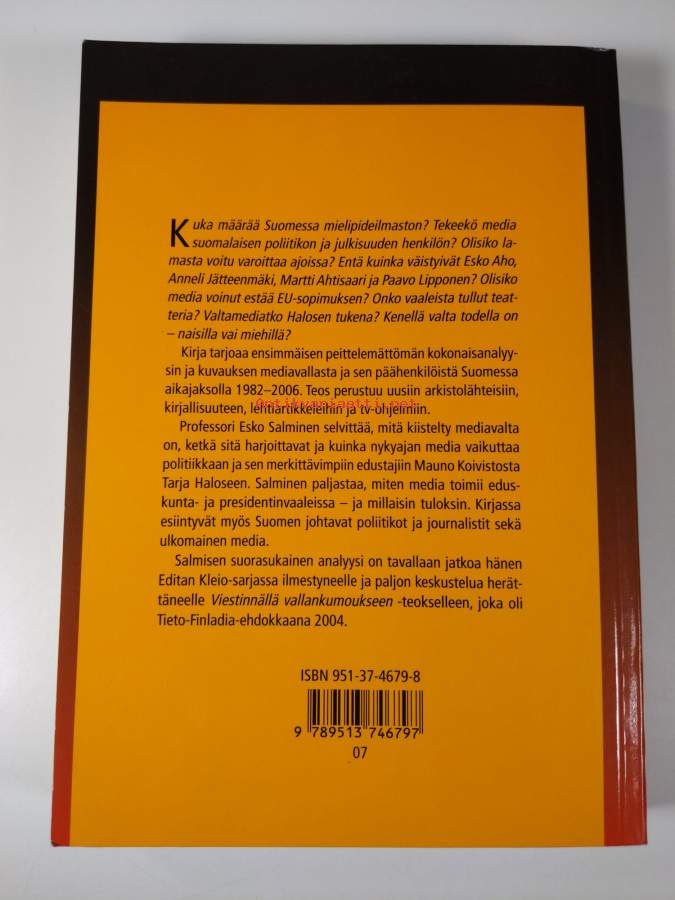 Kuka määrää Suomessa mielipideilmaston? Tekeekö media
suomalaisen poliitikon ja julkisuuden henkilön? Olisiko la-
masta voitu varoittaa ajoissa? Entä kuinka väistyivät Esko Aho,
Anneli Jätteenmäki, Martti Ahtisaari ja Paavo Lipponen? Olisiko
media voinut estää EU-sopimuksen? Onko vaaleista tullut teat-
teria? Valtamediatko Halosen tukena? Kenellä valta todella on
– naisilla vai miehillä?
Kirja tarjoaa ensimmäisen peittelemättömän kokonaisanalyy-
sin ja kuvauksen mediavallasta ja sen päähenkilöistä Suomessa
aikajaksolla 1982–2006. Teos perustuu uusiin arkistolähteisiin,
Antikvariaatti.net
kirjallisuuteen, lehtiartikkeleihin ja tv-ohjelmiin.
Professori Esko Salminen selvittää, mitä kiistelty mediavalta
on, ketkä sitä harjoittavat ja kuinka nykyajan media vaikuttaa
politiikkaan ja sen merkittävimpiin edustajiin Mauno Koivistosta
Tarja Haloseen. Salminen paljastaa, miten media toimii edus-
kunta- ja presidentinvaaleissa – ja millaisin tuloksin. Kirjassa
esiintyvät myös Suomen johtavat poliitikot ja journalistit sekä
ulkomainen media.
Salmisen suorasukainen analyysi on tavallaan jatkoa hänen
Editan Kleio-sarjassa ilmestyneelle ja paljon keskustelua herät-
täneelle Viestinnällä vallankumoukseen -teokselleen, joka oli
Tieto-Finladia-ehdokkaana 2004.
ISBN 951-37-4679-8
9 789513 746797
07